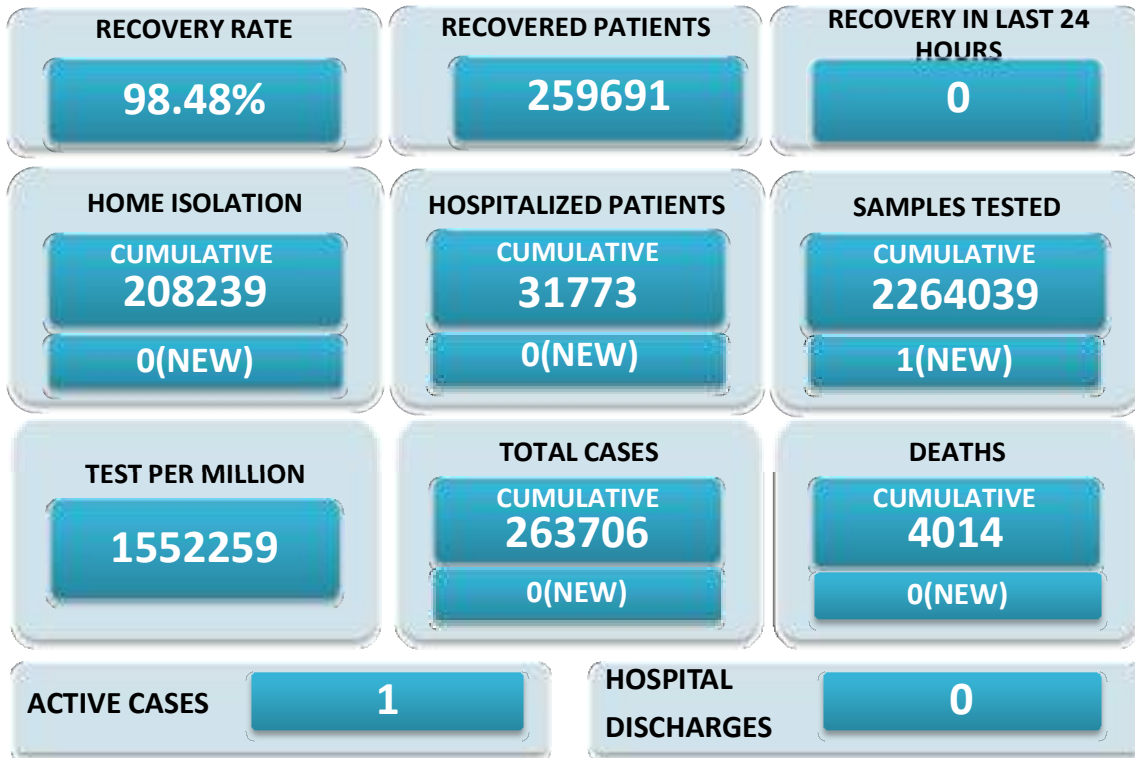 RECOVERY RATE
98.48%
RECOVERED PATIENTS
259691
RECOVERY IN LAST 24
HOURS
0
HOME ISOLATION
CUMULATIVE
208239
0(NEW)
HOSPITALIZED PATIENTS
CUMULATIVE
31773
0(NEW)
SAMPLES TESTED
CUMULATIVE
2264039
1(NEW)
TEST PER MILLION
1552259
TOTAL CASES
CUMULATIVE
263706
0(NEW)
DEATHS
CUMULATIVE
4014
0(NEW)
ACTIVE CASES
1
HOSPITAL
DISCHARGES
0